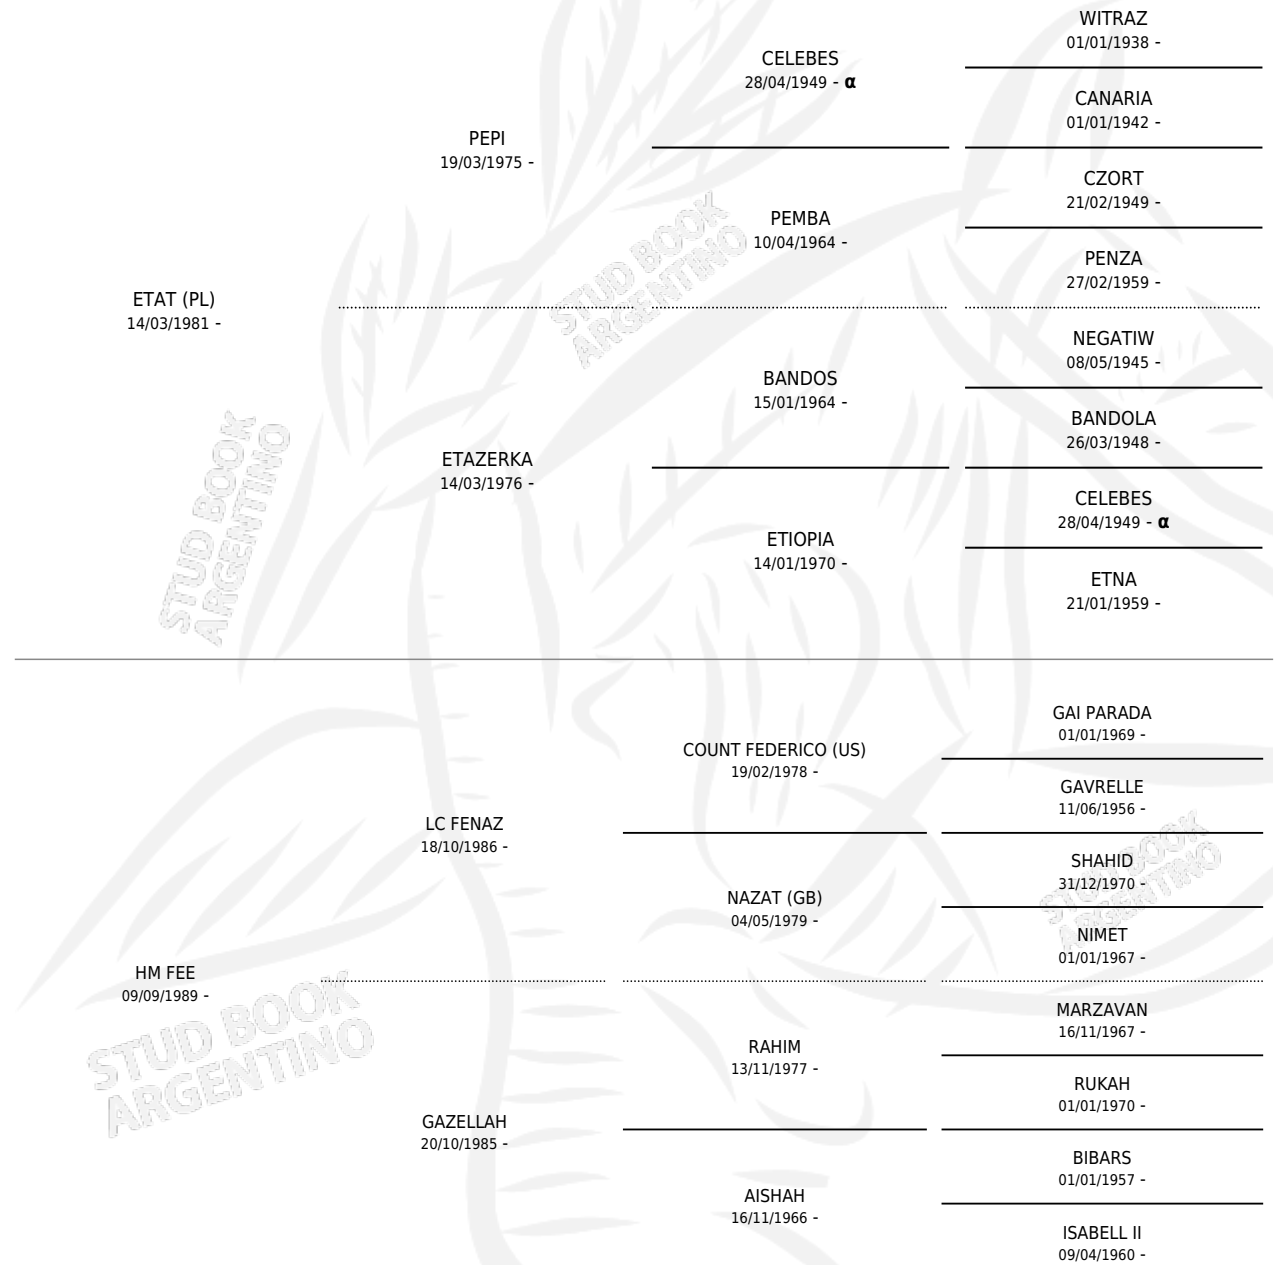 WITRAZ
01/01/1938 -
CELEBES
28/04/1949 - α
CANARIA
01/01/1942 -
PEPI
19/03/1975 -
CZORT
21/02/1949 -
PEMBA
10/04/1964 -
PENZA
27/02/1959 -
ETAT (PL)
14/03/1981 -
NEGATIW
08/05/1945 -
BANDOS
15/01/1964 -
BANDOLA
26/03/1948 -
ETAZERKA
14/03/1976 -
CELEBES
28/04/1949 - α
ETIOPIA
14/01/1970 -
ETNA
21/01/1959 -
STUD BOOK
ARGENTINO
STUD BOOK
ARGENTINO
GAI PARADA
01/01/1969 -
COUNT FEDERICO (US)
19/02/1978 -
GAVRELLE
11/06/1956 -
LC FENAZ
18/10/1986 -
SHAHID
31/12/1970 -
NAZAT (GB)
04/05/1979 -
NIMET
01/01/1967 -
HM FEE
09/09/1989 -
MARZAVAN
16/11/1967 -
RAHIM
13/11/1977 -
RUKAH
01/01/1970 -
GAZELLAH
20/10/1985 -
BIBARS
01/01/1957 -
AISHAH
16/11/1966 -
ISABELL II
09/04/1960 -
STUD BOOK
ARGENTINO
STUD BOOK
ARGENTINO